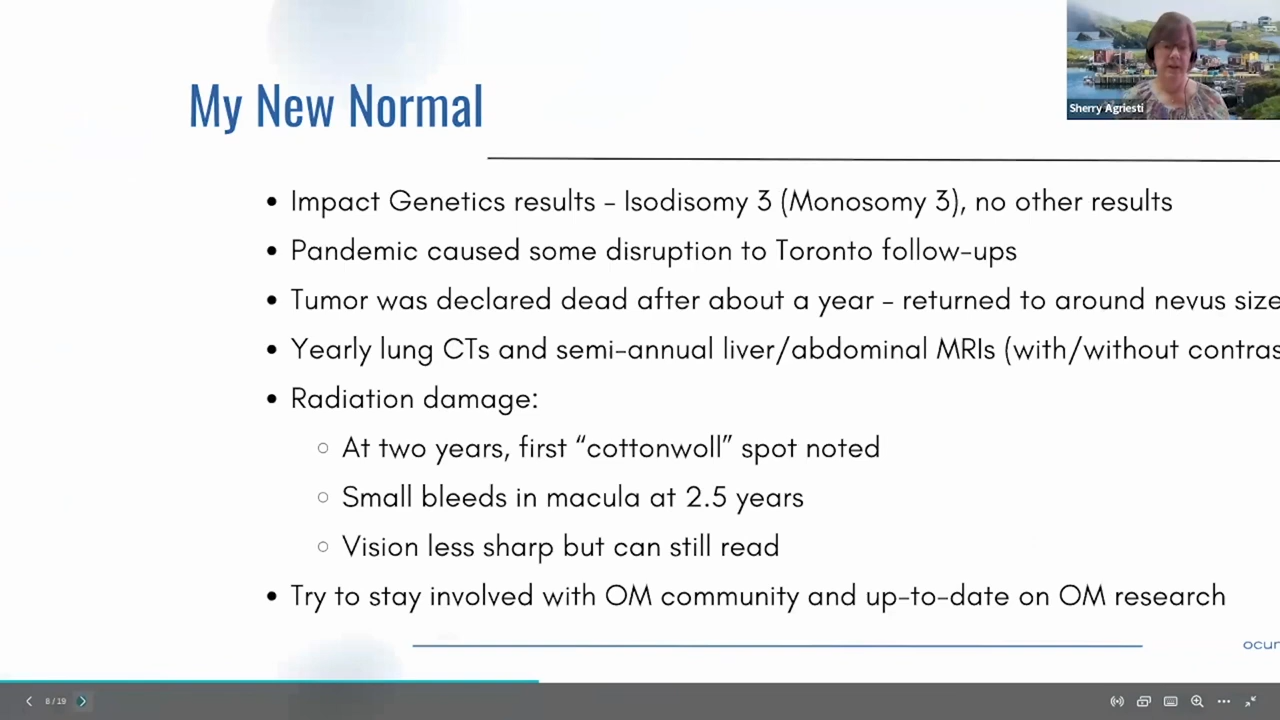 My New Normal
Sherry Agriesti
• Impact Genetics results – Isodisomy 3 (Monosomy 3), no other results
• Pandemic caused some disruption to Toronto follow-ups
• Tumor was declared dead after about a year – returned to around nevus size
• Yearly lung CTs and semi-annual liver/abdominal MRIs (with/without contras
• Radiation damage:
○ At two years, first “cottonwoll” spot noted
○ Small bleeds in macula at 2.5 years
○ Vision less sharp but can still read
• Try to stay involved with OM community and up-to-date on OM research
ocum
8 / 19